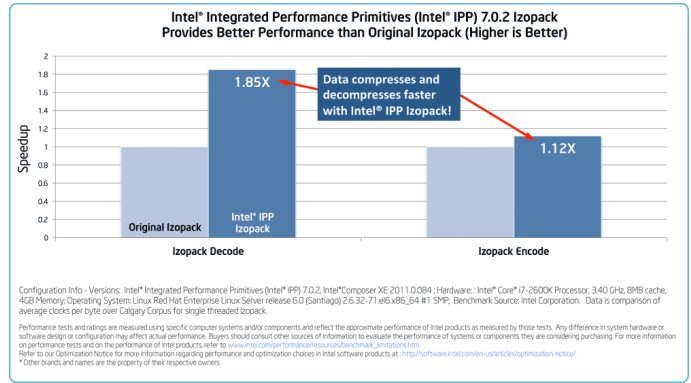 Intel® Integrated Performance Primitives (Intel® IPP) 7.0.2 Izopack
Provides Better Performance than Original Izopack (Higher is Better)
2
1.8
1.6
1.4
1.2
1
0.8
0.6
0.4
0.2
0
Speedup
1.85X
Data compresses and
decompresses faster
with Intel® IPP Izopack!
1.12X
Original Izopack
Intel® IPP
Izopack
Izopack Decode
Izopack Encode
Configuration Info - Versions: Intel® Integrated Performance Primitives (Intel® IPP) 7.0.2, Intel®Composer XE 2011.0.084 ; Hardware: : Intel® Core® i7-2600K Processor, 3.40 GHz, 8MB cache,
4GB Memory; Operating System: Linux Red Hat Enterprise Linux Server release 6.0 (Santiago) 2.6.32-71.el6.x86_64 #1 SMP; Benchmark Source: Intel Corporation. Data is comparison of
average clocks per byte over Calgary Corpus for single threaded Izopack.
Performance tests and ratings are measured using specific computer systems and/or components and reflect the approximate performance of Intel products as measured by those tests. Any difference in system hardware or
software design or configuration may affect actual performance. Buyers should consult other sources of information to evaluate the performance of systems or components they are considering purchasing. For more information
on performance tests and on the performance of Intel products, refer to www.intel.com/performance/resources/benchmark_limitations.htm.
Refer to our Optimization Notice for more information regarding performance and optimization choices in Intel software products at : http://software.intel.com/en-us/articles/optimization-notice/.
* Other brands and names are the property of their respective owners